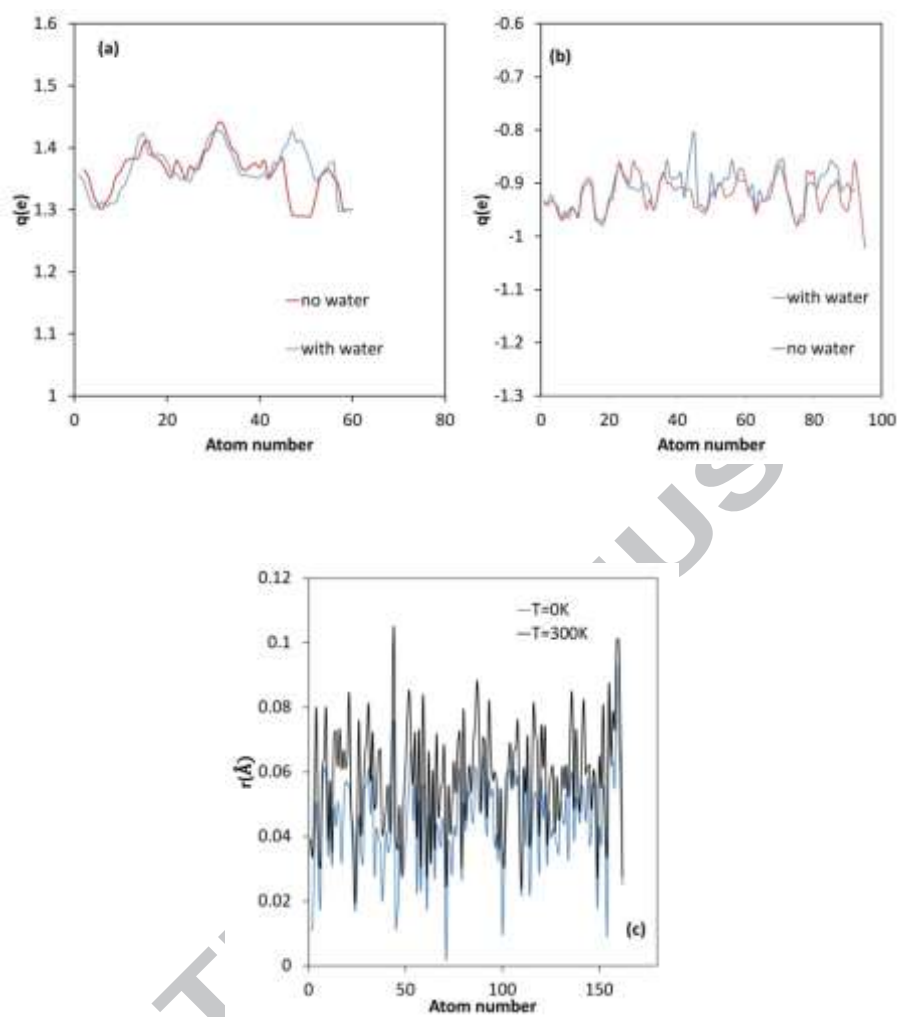 (a)
q(e)
1.6
1.5
1.4
1.3
1.2
1.1
1
0 20 40 60 80
Atom number
no water
with water
(b)
q(e)
-0.6
-0.7
-0.8
-0.9
-1
-1.1
-1.2
-1.3
0 20 40 60 80 100
Atom number
with water
no water
r(Å)
0.12
0.1
0.08
0.06
0.04
0.02
0
0 50 100 150
Atom number
T=0K
T=300K
(c)